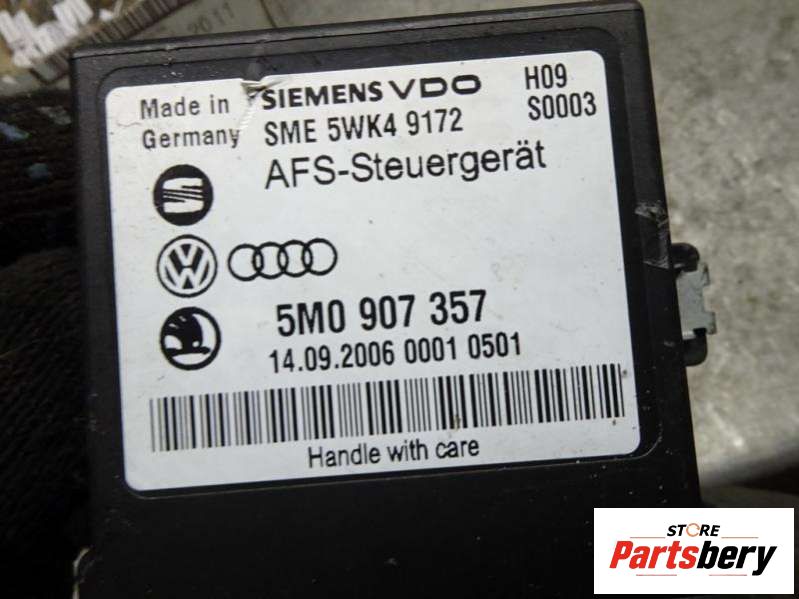 2011
Made in
Germany
SIEMENS VDO
SME 5WK4 9172
H09
S0003
AFS-Steuergerät
5M0 907 357
14.09.2006 0001 0501
Handle with care
STORE
Partsbery